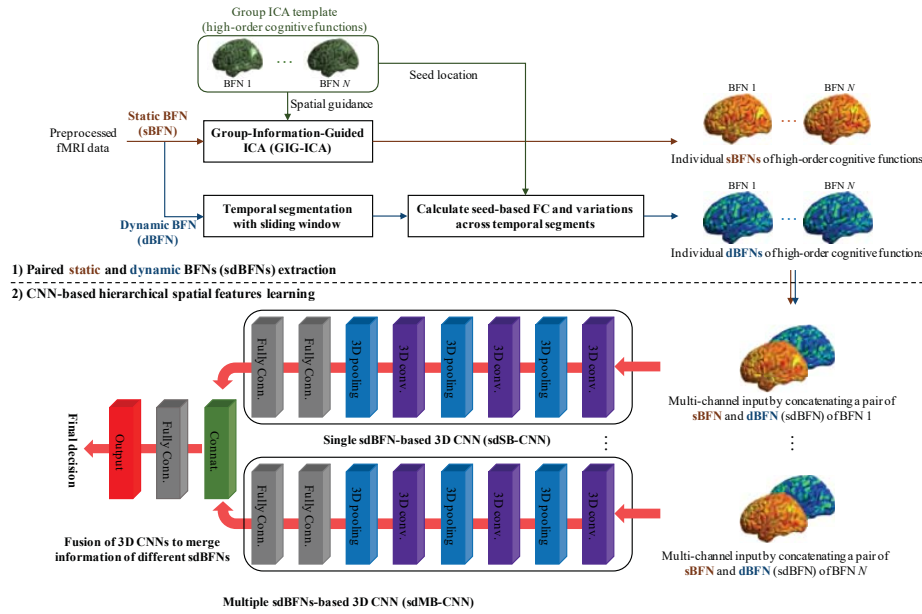 Group ICA template
(high-order cognitive functions)
BFN 1
...
BFN N
Seed location
Spatial guidance
Static BFN
(sBFN)
Preprocessed
fMRI data
Group-Information-Guided
ICA (GIG-ICA)
BFN 1
...
BFN N
Individual sBFNs of high-order cognitive functions
Dynamic BFN
(dBFN)
Temporal segmentation
with sliding window
Calculate seed-based FC and variations
across temporal segments
BFN 1
...
BFN N
Individual dBFNs of high-order cognitive functions
1) Paired static and dynamic BFNs (sdBFNs) extraction
2) CNN-based hierarchical spatial features learning
Fully Conn.
Fully Conn.
3D pooling
3D conv.
3D pooling
3D conv.
3D pooling
3D conv.
Multi-channel input by concatenating a pair of
sBFN and dBFN (sdBFN) of BFN 1
Single sdBFN-based 3D CNN (sdSB-CNN)
...
...
Final decision
Output
Fully Conn.
Connat.
Fully Conn.
Fully Conn.
3D pooling
3D conv.
3D pooling
3D conv.
3D pooling
3D conv.
Multi-channel input by concatenating a pair of
sBFN and dBFN (sdBFN) of BFN N
Fusion of 3D CNNs to merge
information of different sdBFNs
Multiple sdBFNs-based 3D CNN (sdMB-CNN)